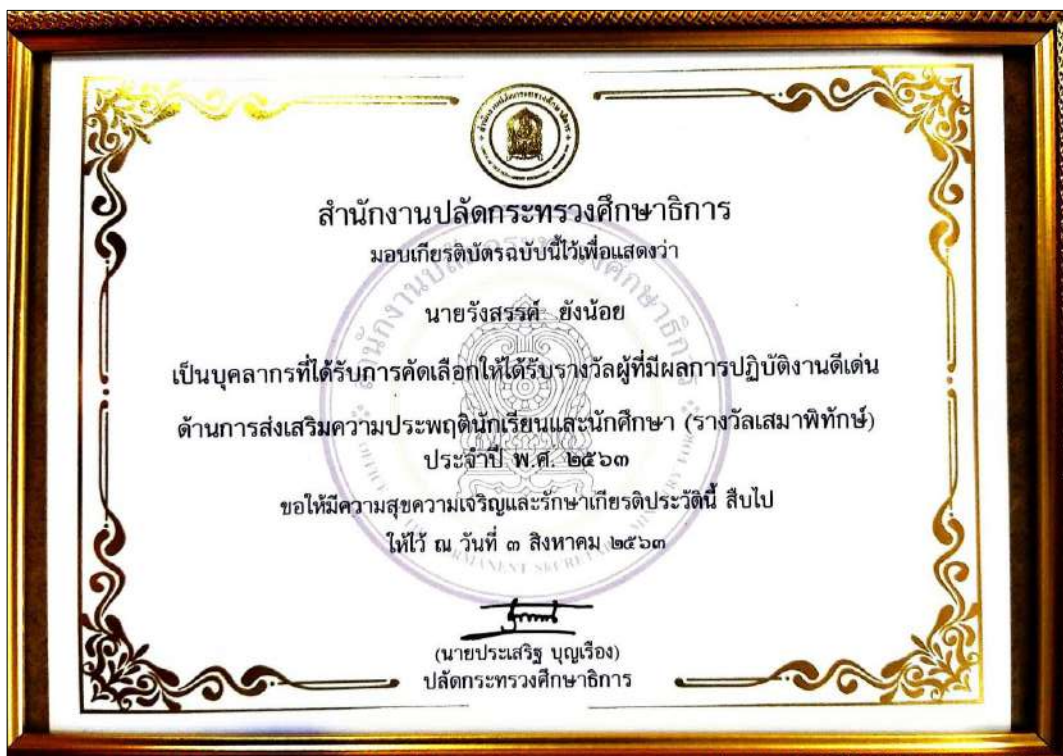 สำนักงานปลัดกระทรวงศึกษาธิการ
มอบเกียรติบัตรฉบับนี้ไว้เพื่อแสดงว่า
นายรังสรรค์ ยังน้อย
เป็นบุคลากรที่ได้รับการคัดเลือกให้ได้รับรางวัลผู้ที่มีผลการปฏิบัติงานดีเด่น
ด้านการส่งเสริมความประพฤตินักเรียนและนักศึกษา (รางวัลเสมาพิทักษ์)
ประจำปี พ.ศ. ๒๕๖๓
ขอให้มีความสุขความเจริญและรักษาเกียรติประวัตินี้ สืบไป
ให้ไว้ ณ วันที่ ๓ สิงหาคม ๒๕๖๓
(นายประเสริฐ บุญเรือง)
ปลัดกระทรวงศึกษาธิการ